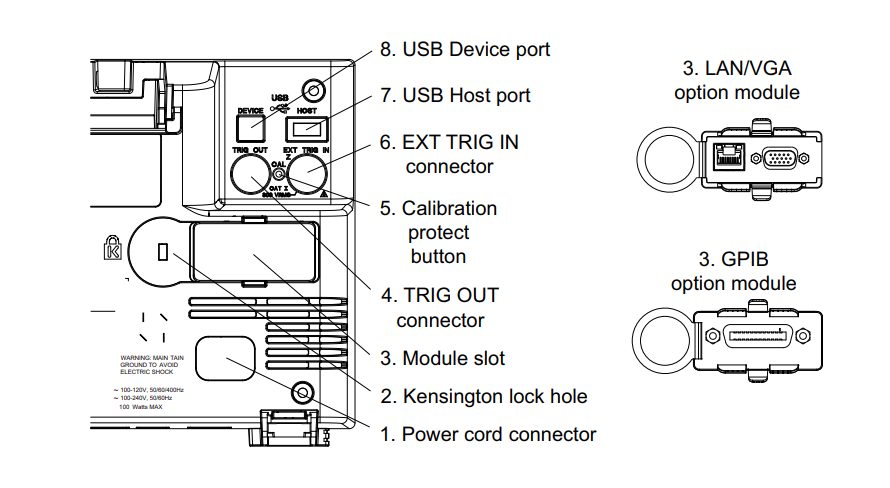 8. USB Device port
7. USB Host port
6. EXT TRIG IN
connector
5. Calibration
protect
button
4. TRIG OUT
connector
3. Module slot
2. Kensington lock hole
1. Power cord connector
3. LAN/VGA
option module
3. GPIB
option module
USB
DEVICE
HOST
TRIG OUT
EXT TRIG IN
Z
CAL
CAT I
300 VRMS
K
WARNING: MAIN TAIN
GROUND TO AVOID
ELECTRIC SHOCK
~ 100-120V, 50/60/400Hz
~ 100-240V, 50/60Hz
100 Watts MAX